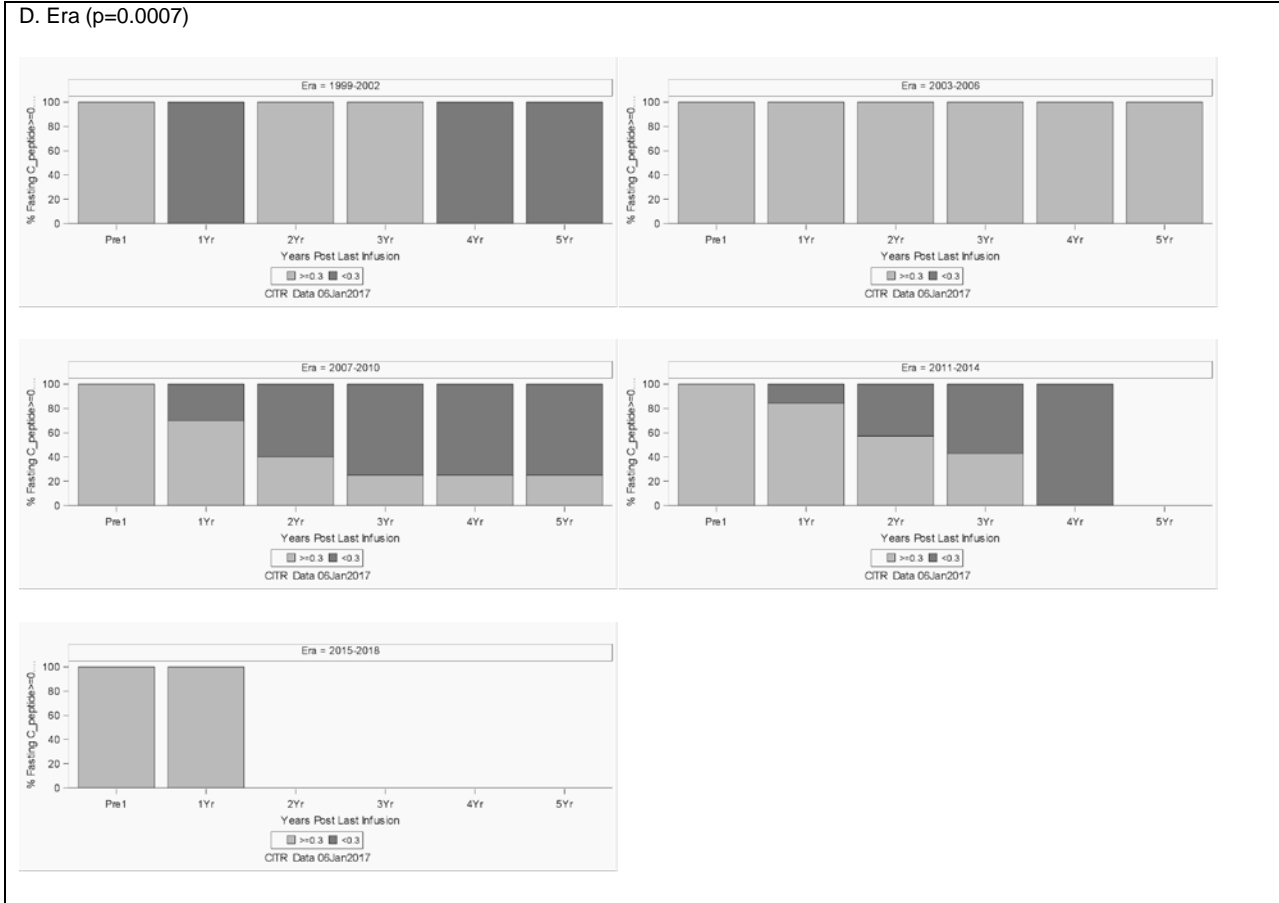 D. Era (p=0.0007)
Era = 1999-2002
% Fasting C_peptide>=0....
100
80
60
40
20
0
Pre1 1Yr 2Yr 3Yr 4Yr 5Yr
Years Post Last Infusion
>=0.3 <0.3
CITR Data 06Jan2017
Era = 2003-2006
% Fasting C_peptide>=0....
100
80
60
40
20
0
Pre1 1Yr 2Yr 3Yr 4Yr 5Yr
Years Post Last Infusion
>=0.3 <0.3
CITR Data 06Jan2017
Era = 2007-2010
% Fasting C_peptide>=0....
100
80
60
40
20
0
Pre1 1Yr 2Yr 3Yr 4Yr 5Yr
Years Post Last Infusion
>=0.3 <0.3
CITR Data 06Jan2017
Era = 2011-2014
% Fasting C_peptide>=0....
100
80
60
40
20
0
Pre1 1Yr 2Yr 3Yr 4Yr 5Yr
Years Post Last Infusion
>=0.3 <0.3
CITR Data 06Jan2017
Era = 2015-2018
% Fasting C_peptide>=0....
100
80
60
40
20
0
Pre1 1Yr 2Yr 3Yr 4Yr 5Yr
Years Post Last Infusion
>=0.3 <0.3
CITR Data 06Jan2017